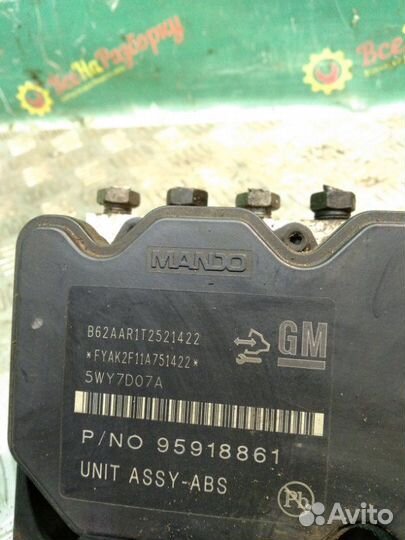 ВсеНаРазборку
Все
MANDO
B62AAR1T2521422
*FYAK2F11A751422*
5WY7D07A
GM
P/NO 95918861
UNIT ASSY-ABS
Pb
Avito